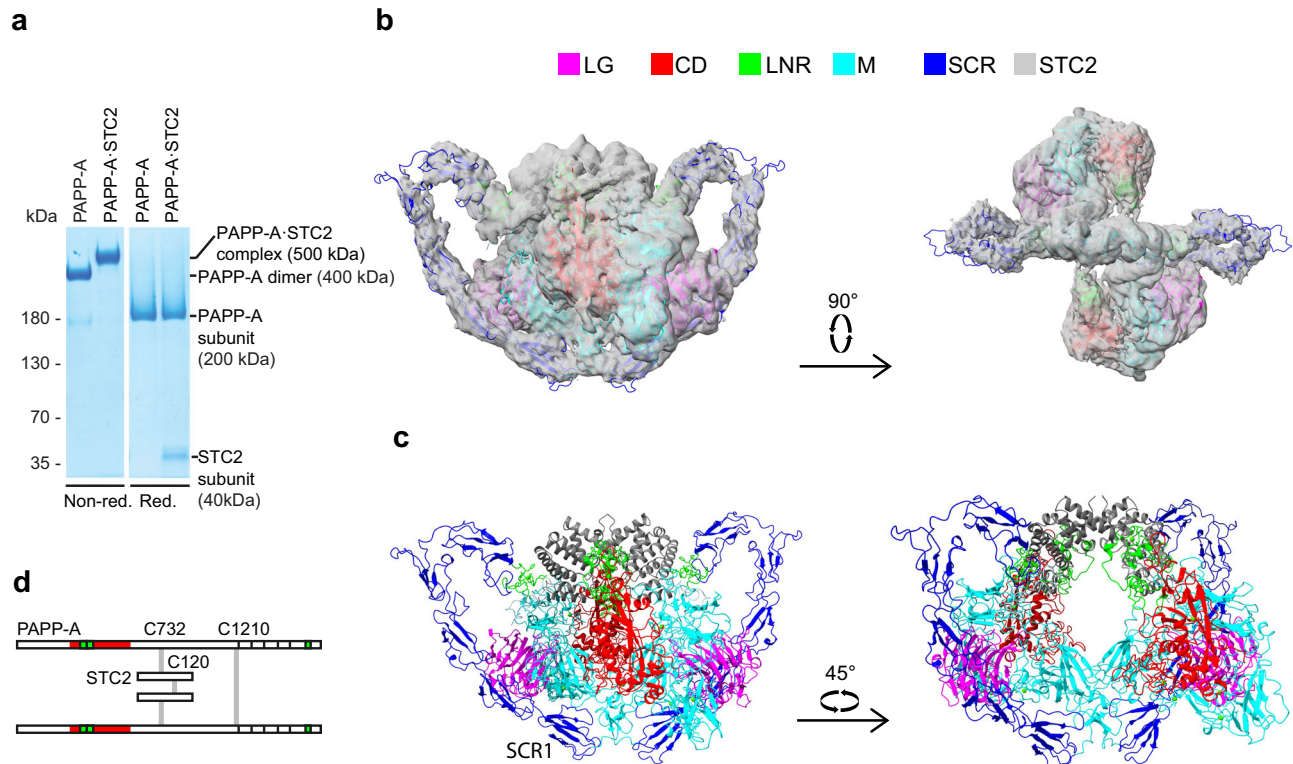 a
PAPP-A
PAPP-A·STC2
PAPP-A
PAPP-A·STC2
kDa
180 -
130 -
70 -
35 -
PAPP-A·STC2
complex (500 kDa)
PAPP-A dimer (400 kDa)
PAPP-A
subunit
(200 kDa)
STC2
subunit
(40kDa)
Non-red. Red.
b
LG CD LNR M SCR STC2
90°
c
SCR1
45°
d
PAPP-A C732 C1210
C120
STC2